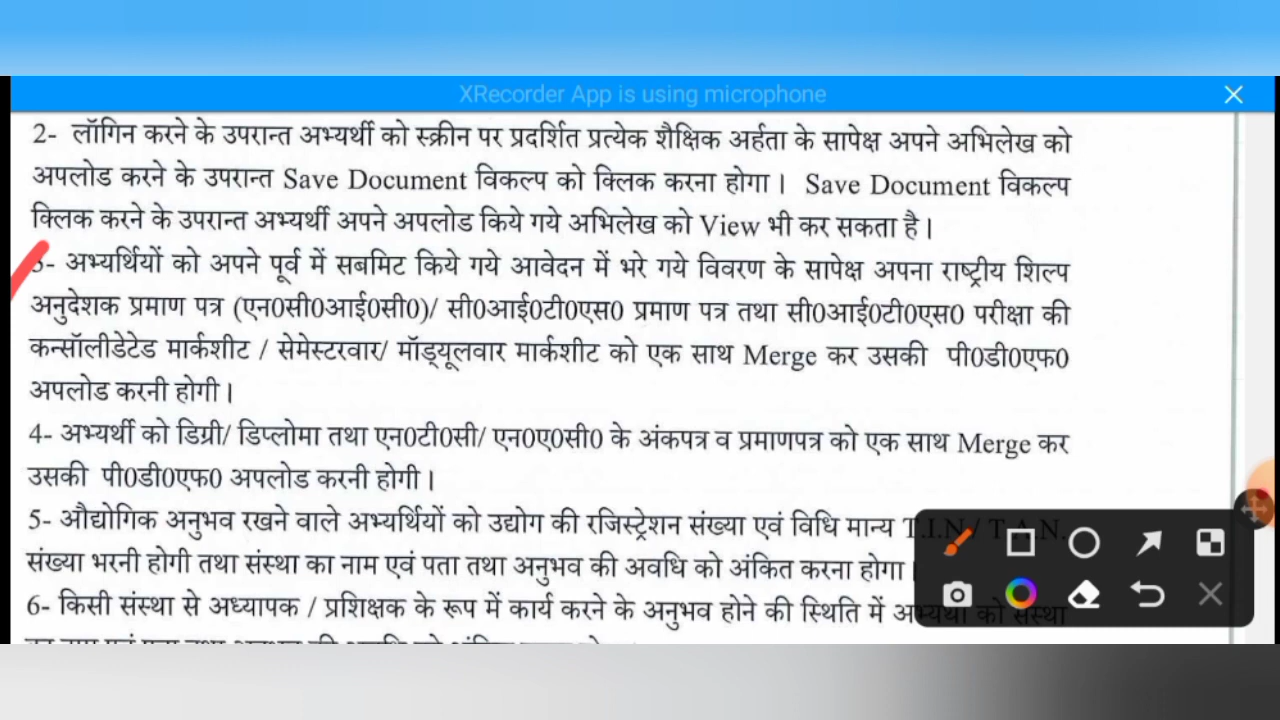 XRecorder App is using microphone
2- लॉगिन करने के उपरान्त अभ्यर्थी को स्क्रीन पर प्रदर्शित प्रत्येक शैक्षिक अर्हता के सापेक्ष अपने अभिलेख को
अपलोड करने के उपरान्त Save Document विकल्प को क्लिक करना होगा। Save Document विकल्प
क्लिक करने के उपरान्त अभ्यर्थी अपने अपलोड किये गये अभिलेख को View भी कर सकता है।
3- अभ्यर्थियों को अपने पूर्व में सबमिट किये गये आवेदन में भरे गये विवरण के सापेक्ष अपना राष्ट्रीय शिल्प
अनुदेशक प्रमाण पत्र (एन0सी0आई0सी0)/ सी0आई0टी0एस0 प्रमाण पत्र तथा सी0आई0टी0एस0 परीक्षा की
कन्सॉलीडेटेड मार्कशीट / सेमेस्टरवार/ मॉड्यूलवार मार्कशीट को एक साथ Merge कर उसकी पी0डी0एफ0
अपलोड करनी होगी।
4- अभ्यर्थी को डिग्री/ डिप्लोमा तथा एन0टी0सी/ एन0ए0सी0 के अंकपत्र व प्रमाणपत्र को एक साथ Merge कर
उसकी पी0डी0एफ0 अपलोड करनी होगी।
5- औद्योगिक अनुभव रखने वाले अभ्यर्थियों को उद्योग की रजिस्ट्रेशन संख्या एवं विधि मान्य T.I.N./ T.A.N.
संख्या भरनी होगी तथा संस्था का नाम एवं पता तथा अनुभव की अवधि को अंकित करना होगा।
6- किसी संस्था से अध्यापक / प्रशिक्षक के रूप में कार्य करने के अनुभव होने की स्थिति में अभ्यर्थी को संस्था